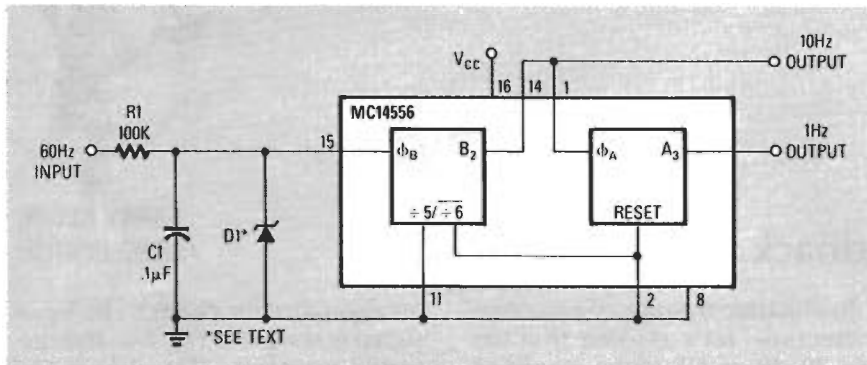 10Hz
OUTPUT
VCC
16 14 1
MC14556
R1
100K
60Hz
INPUT
15
ΦB B2
ΦA A3
1Hz
OUTPUT
÷5/÷6
RESET
C1
.1µF
D1*
11 2 8
*SEE TEXT